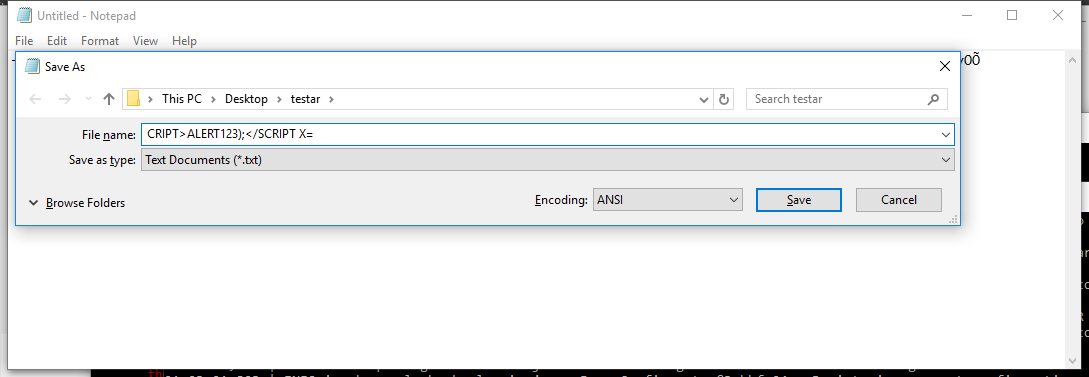 Untitled - Notepad
File Edit Format View Help
Save As
This PC Desktop testar
Search testar
File name: CRIPT>ALERT123);</SCRIPT X=
Save as type: Text Documents (*.txt)
Browse Folders
Encoding: ANSI
Save
Cancel